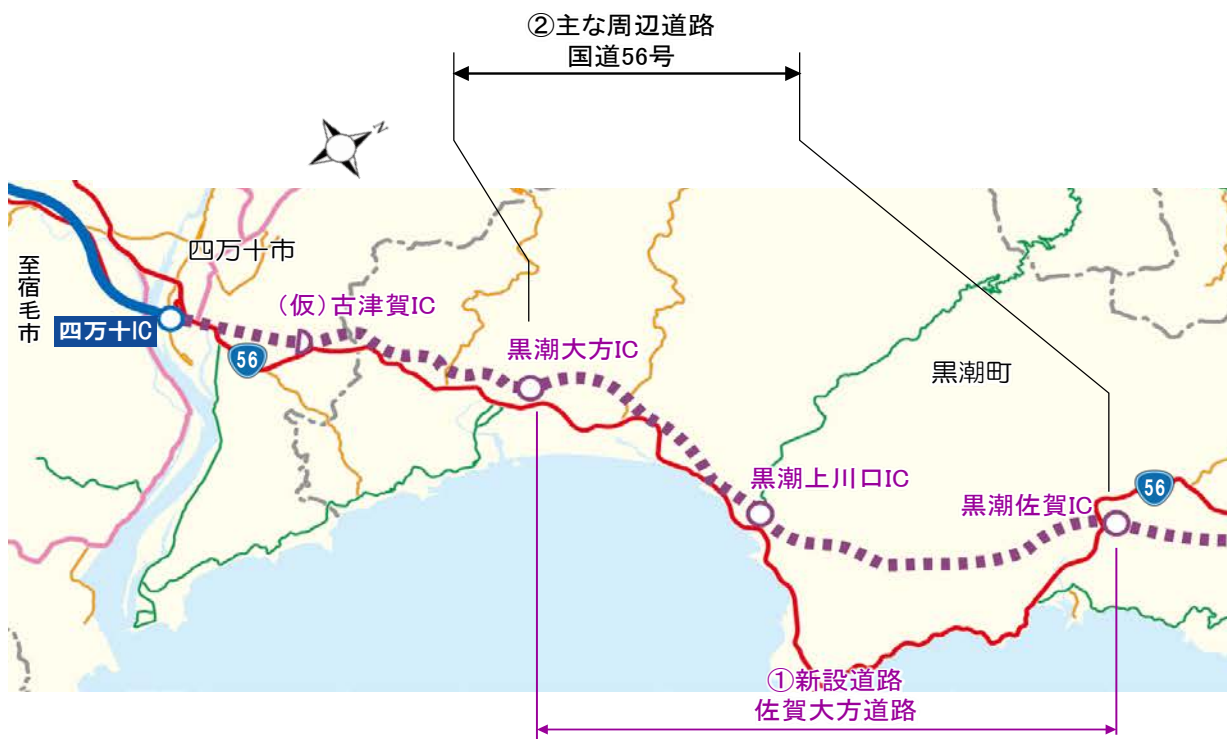 ②主な周辺道路
国道56号
N
四万十市
至宿毛市
(仮)古津賀IC
四万十IC
56
黒潮大方IC
黒潮町
黒潮上川口IC
56
黒潮佐賀IC
①新設道路
佐賀大方道路